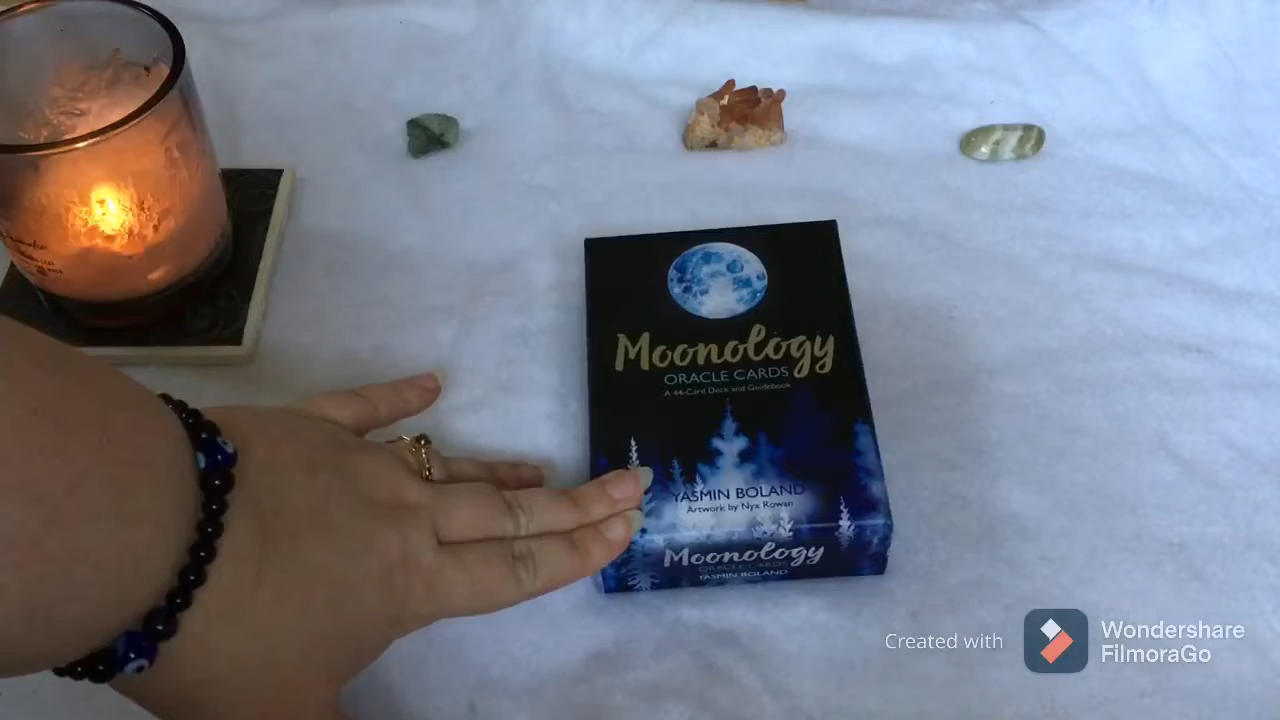 Moonology
ORACLE CARDS
A 44-Card Deck and Guidebook
YASMIN BOLAND
Artwork by Nyx Rowan
Moonology
ORACLE CARDS
YASMIN BOLAND
Created with
Wondershare
FilmoraGo